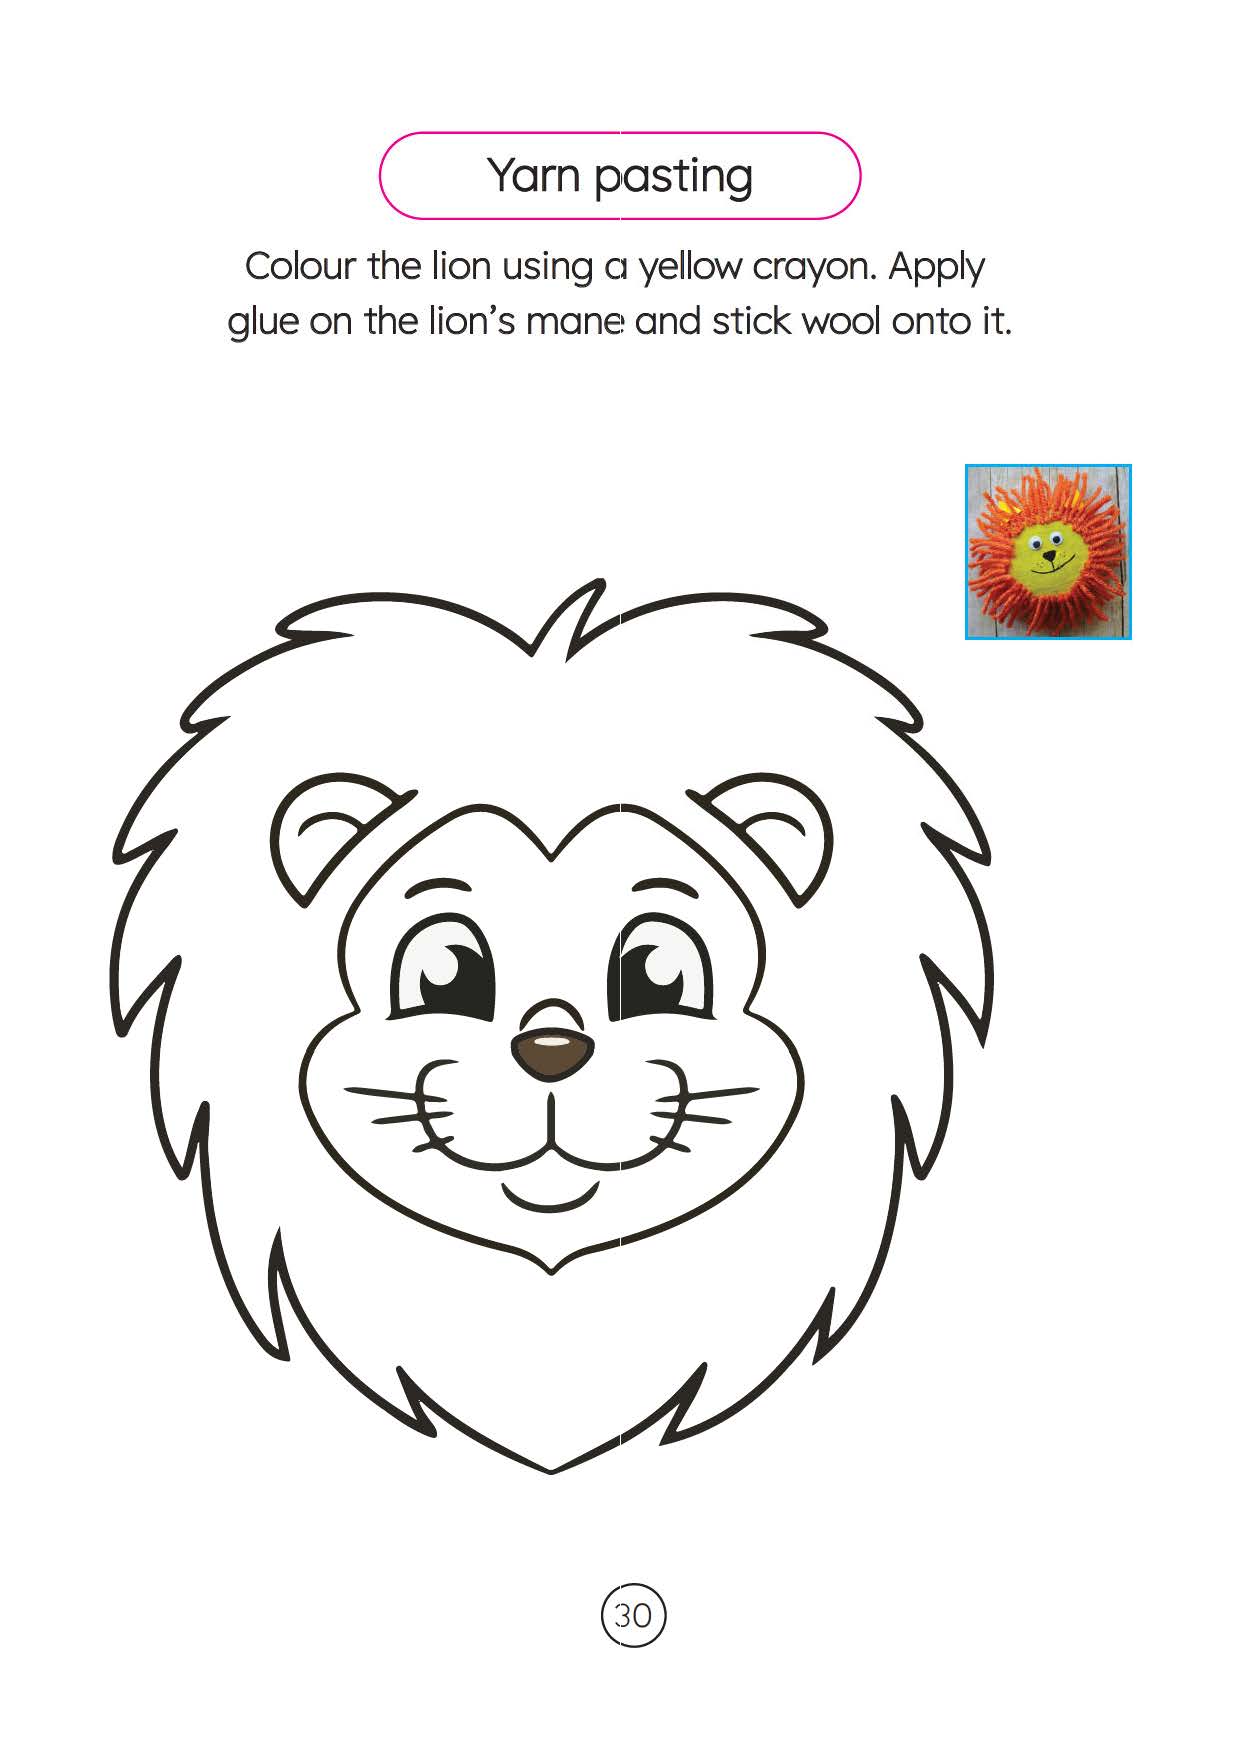 Yarn pasting
Colour the lion using a yellow crayon. Apply
glue on the lion’s mane and stick wool onto it.
30